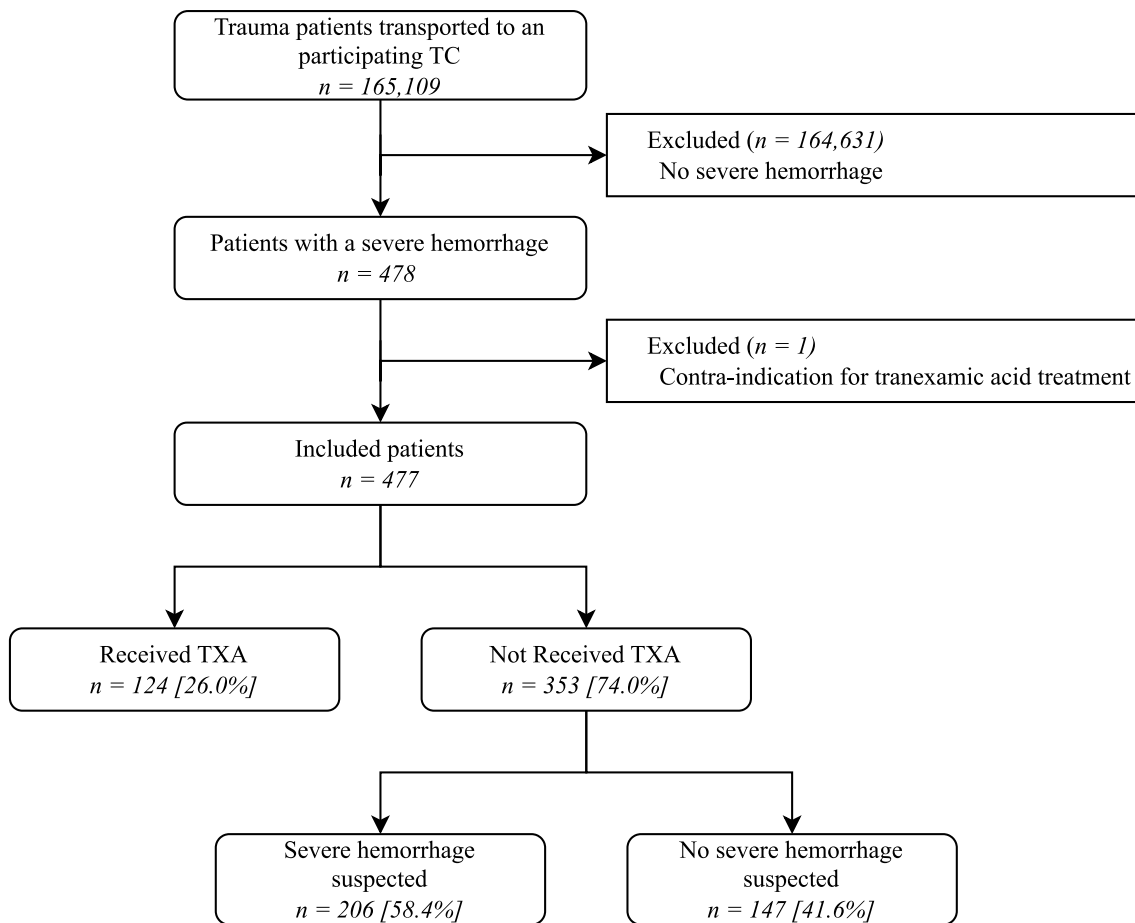 Trauma patients transported to an
participating TC
n = 165,109
Excluded (n = 164,631)
No severe hemorrhage
Patients with a severe hemorrhage
n = 478
Excluded (n = 1)
Contra-indication for tranexamic acid treatment
Included patients
n = 477
Received TXA
n = 124 [26.0%]
Not Received TXA
n = 353 [74.0%]
Severe hemorrhage
suspected
n = 206 [58.4%]
No severe hemorrhage
suspected
n = 147 [41.6%]